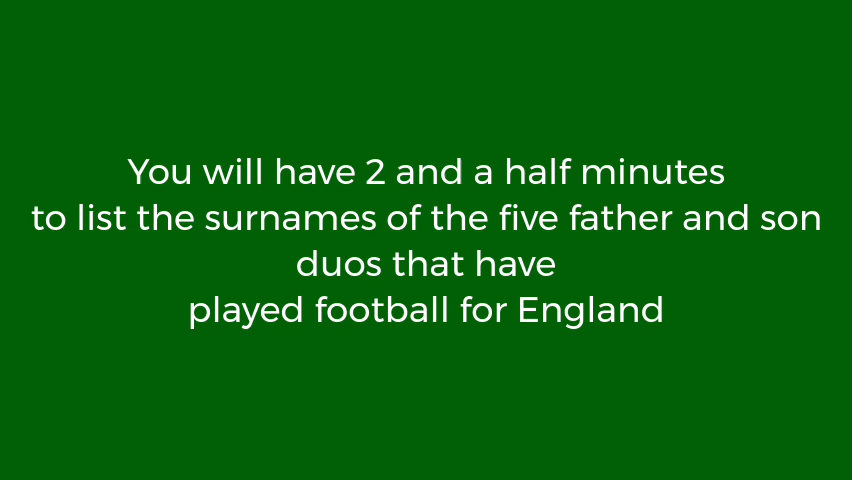 You will have 2 and a half minutes
to list the surnames of the five father and son
duos that have
played football for England